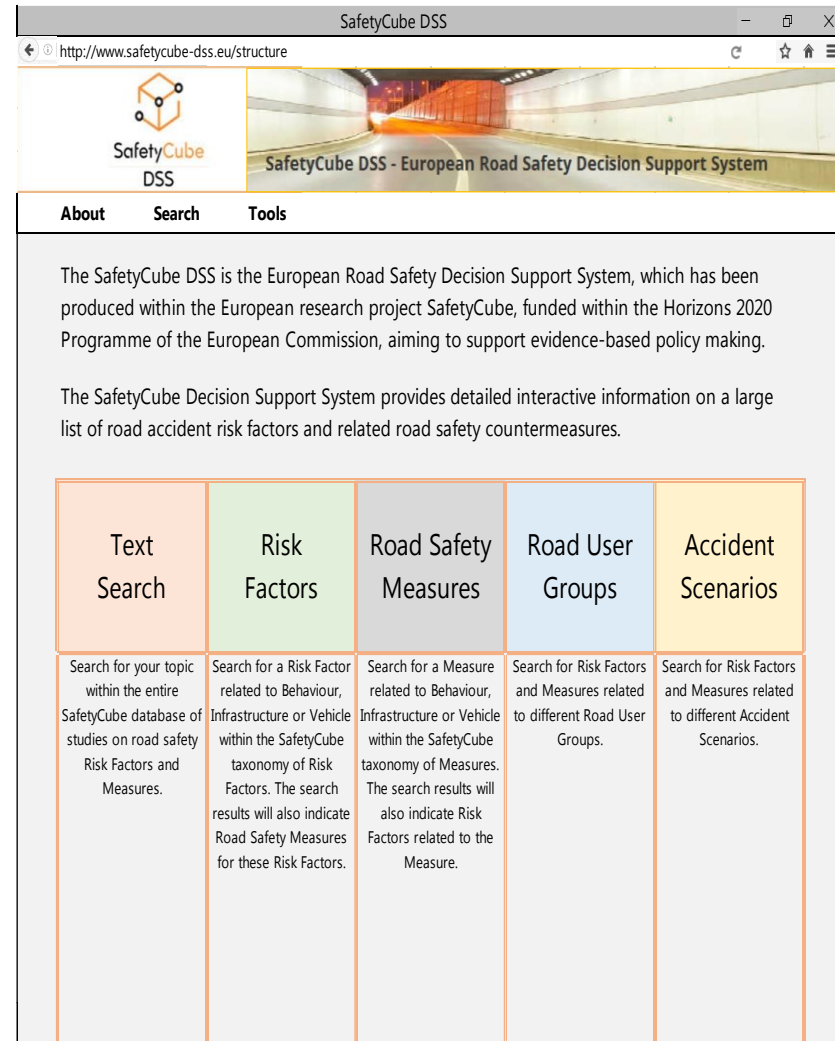 SafetyCube DSS
http://www.safetycube-dss.eu/structure
SafetyCube
DSS
SafetyCube DSS - European Road Safety Decision Support System
About Search Tools
The SafetyCube DSS is the European Road Safety Decision Support System, which has been
produced within the European research project SafetyCube, funded within the Horizons 2020
Programme of the European Commission, aiming to support evidence-based policy making.
The SafetyCube Decision Support System provides detailed interactive information on a large
list of road accident risk factors and related road safety countermeasures.
Text
Search
Search for your topic
within the entire
SafetyCube database of
studies on road safety
Risk Factors and
Measures.
Risk
Factors
Search for a Risk Factor
related to Behaviour,
Infrastructure or Vehicle
within the SafetyCube
taxonomy of Risk
Factors. The search
results will also indicate
Road Safety Measures
for these Risk Factors.
Road Safety
Measures
Search for a Measure
related to Behaviour,
Infrastructure or Vehicle
within the SafetyCube
taxonomy of Measures.
The search results will
also indicate Risk
Factors related to the
Measure.
Road User
Groups
Search for Risk Factors
and Measures related
to different Road User
Groups.
Accident
Scenarios
Search for Risk Factors
and Measures related
to different Accident
Scenarios.